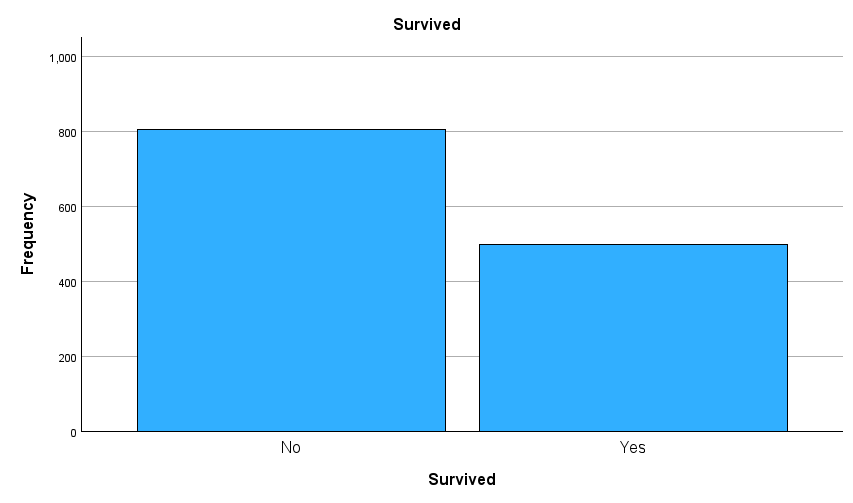 Survived
Frequency
1,000
800
600
400
200
0
No
Yes
Survived